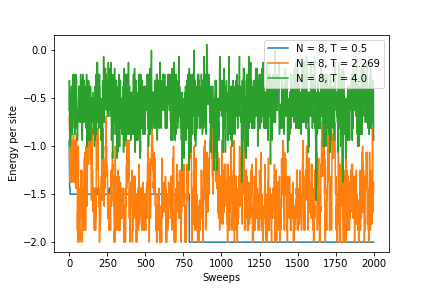 N = 8, T = 0.5
N = 8, T = 2.269
N = 8, T = 4.0
Energy per site
0.0
−0.5
−1.0
−1.5
−2.0
0
250
500
750
1000
1250
1500
1750
2000
Sweeps